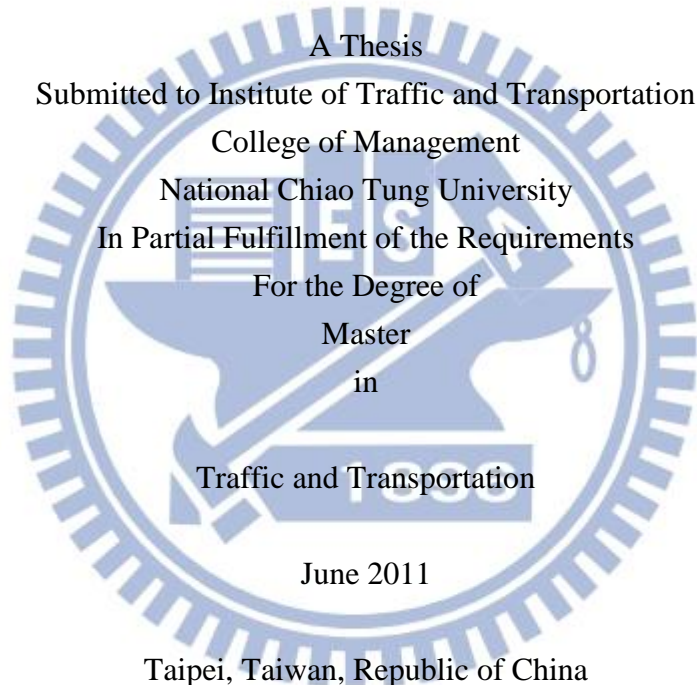 A Thesis
Submitted to Institute of Traffic and Transportation
College of Management
National Chiao Tung University
In Partial Fulfillment of the Requirements
For the Degree of
Master
in
Traffic and Transportation
1896
June 2011
Taipei, Taiwan, Republic of China